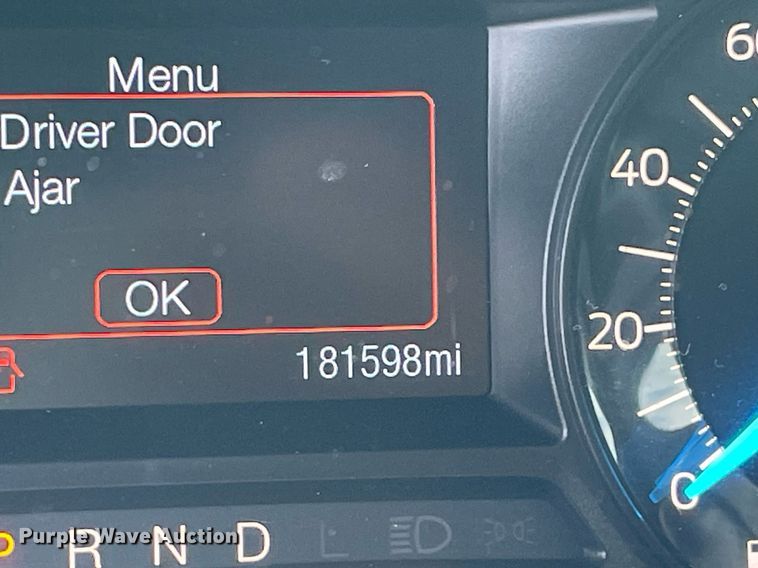 Menu
Driver Door
Ajar
OK
181598mi
60
40
20
0
P R N D L
Purple Wave Auction